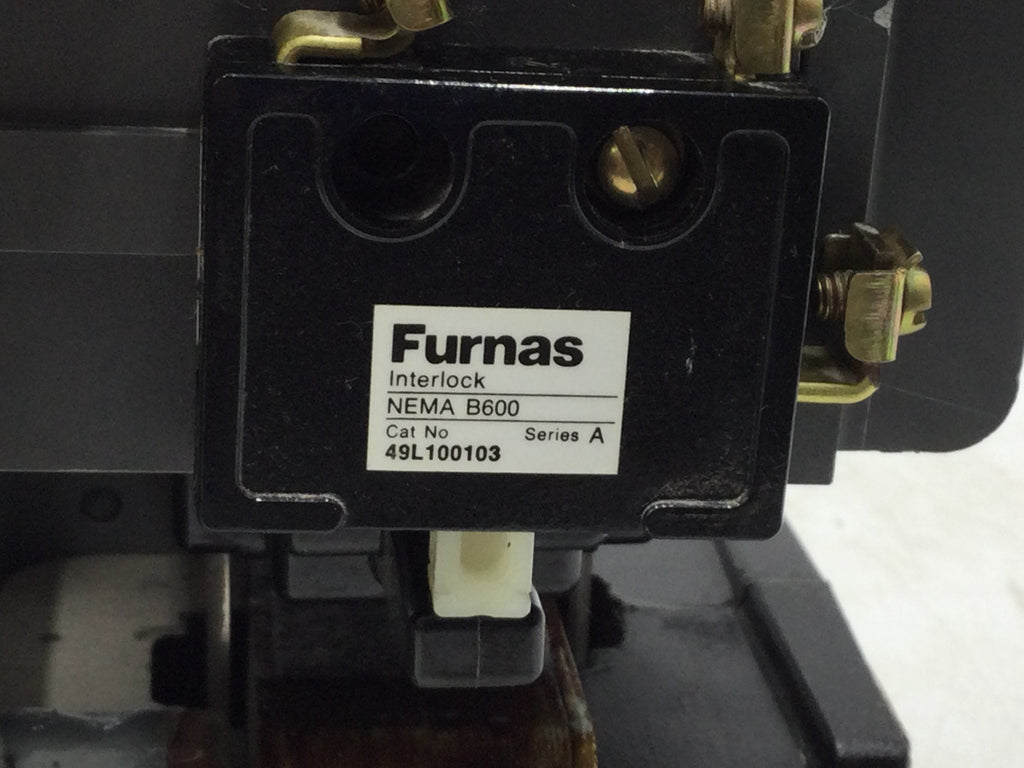 Furnas
Interlock
NEMA B600
Cat No Series A
49L100103